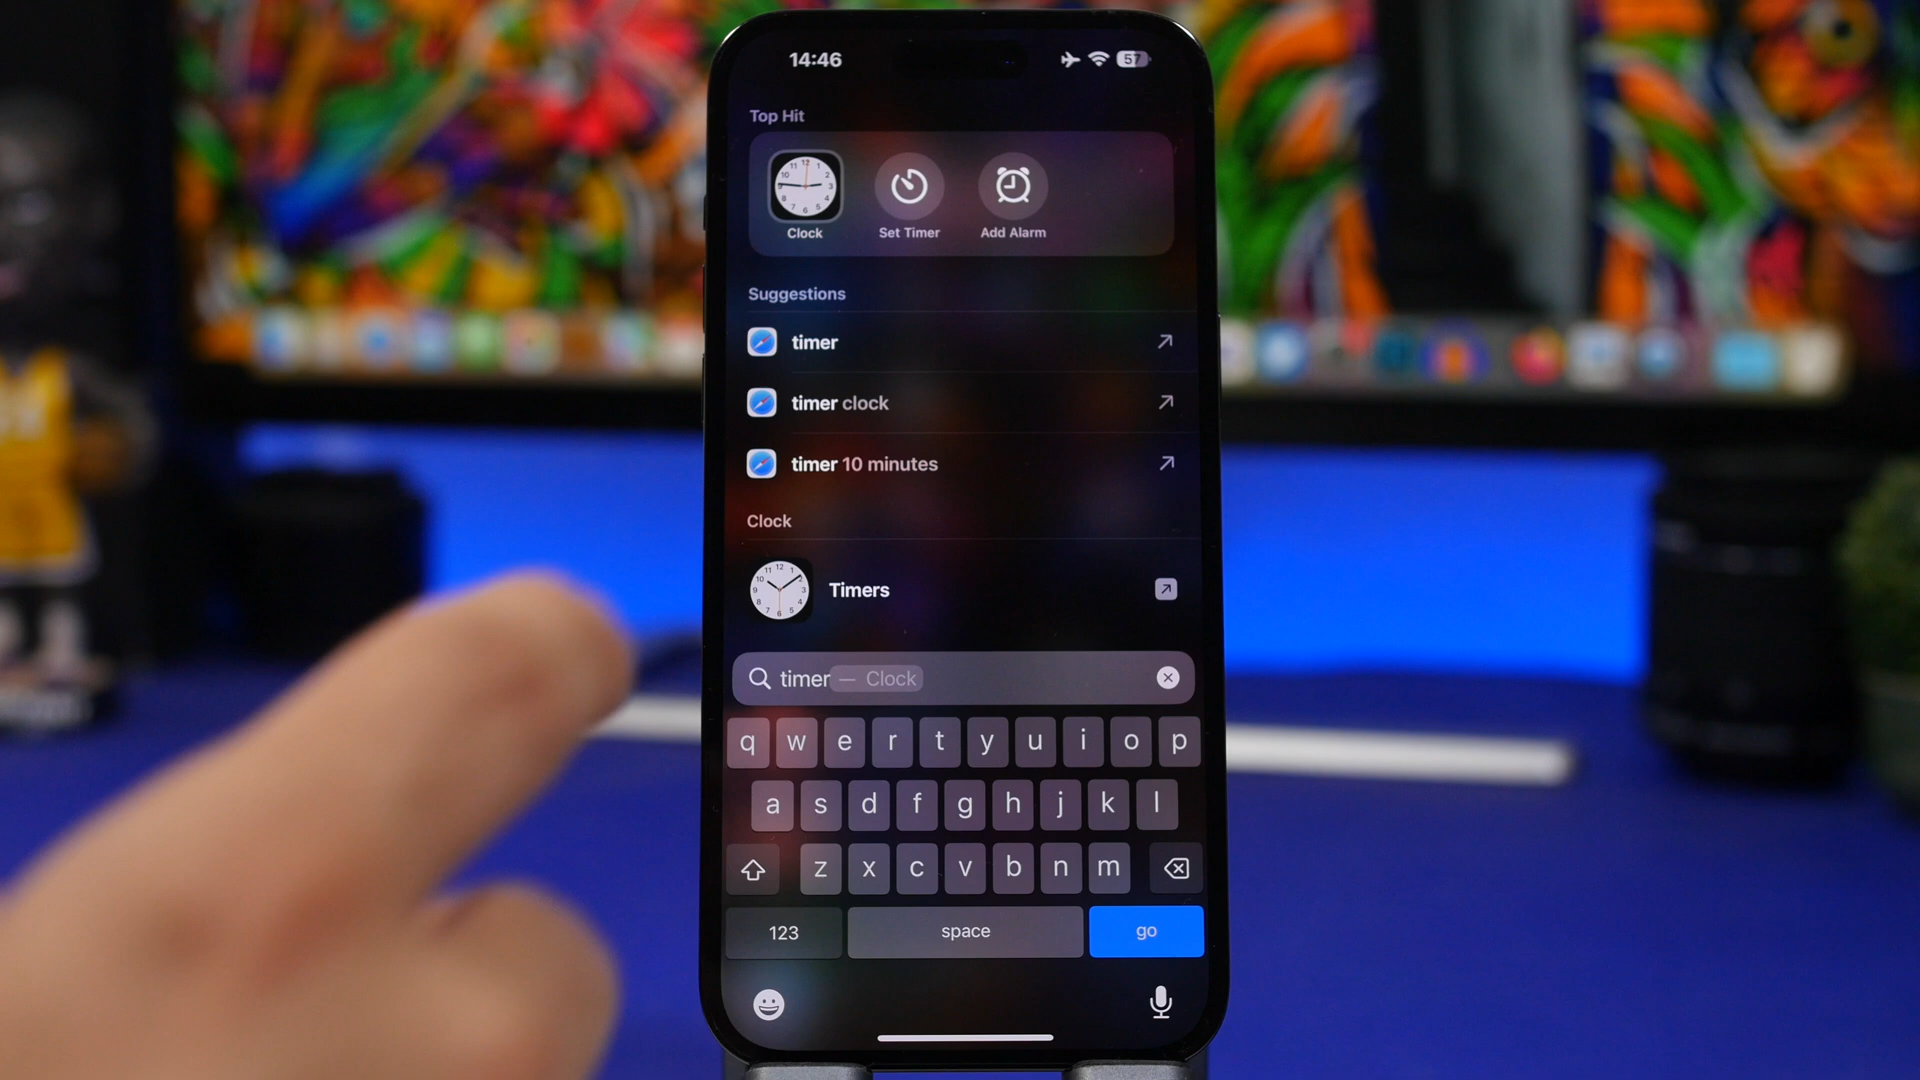 14:46
57
Top Hit
Clock
Set Timer
Add Alarm
Suggestions
timer
timer clock
timer 10 minutes
Clock
Timers
timer — Clock
q w e r t y u i o p
a s d f g h j k l
z x c v b n m
123 space go